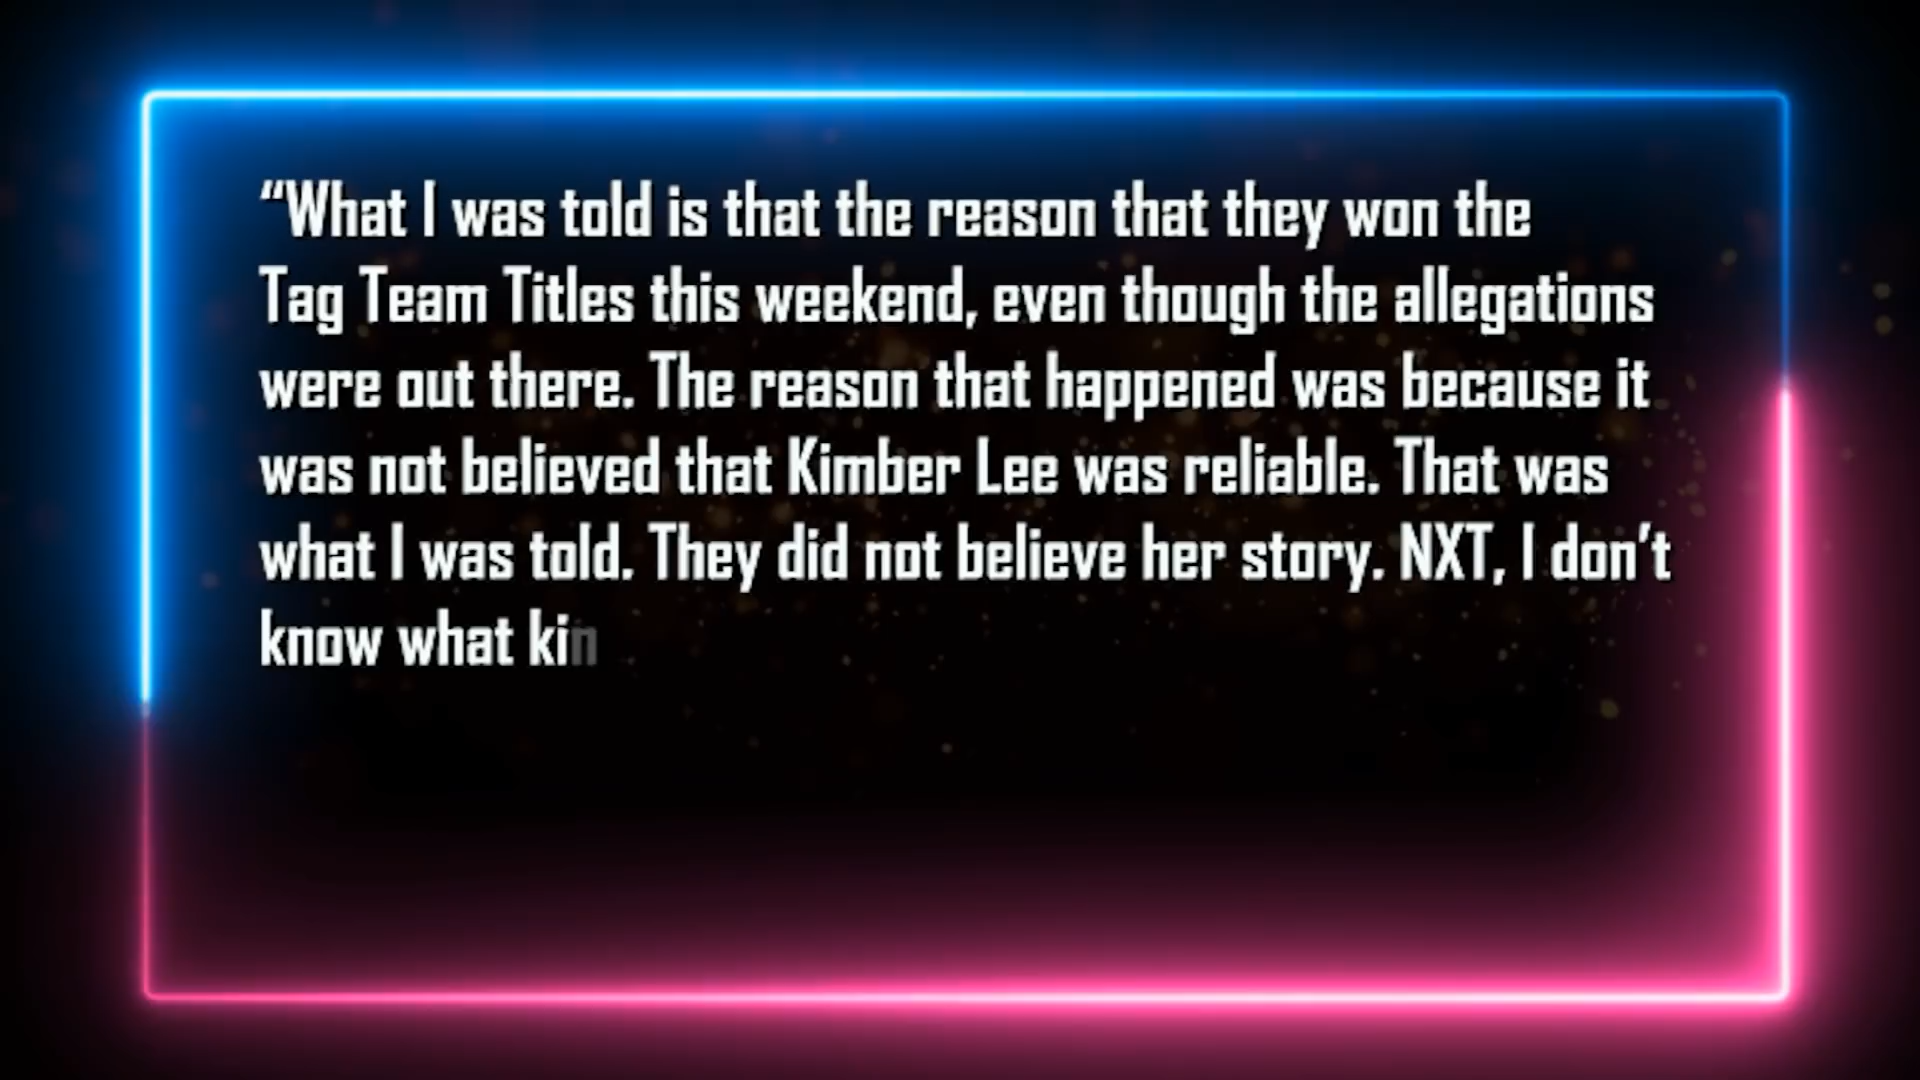 “What I was told is that the reason that they won the
Tag Team Titles this weekend, even though the allegations
were out there. The reason that happened was because it
was not believed that Kimber Lee was reliable. That was
what I was told. They did not believe her story. NXT, I don’t
know what kin